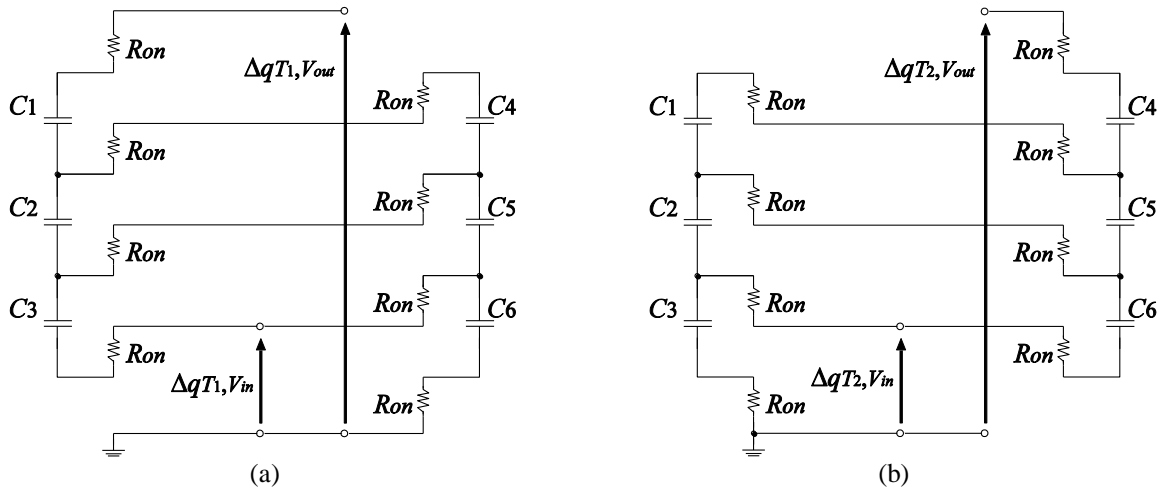 Ron
ΔqT1,Vout
Ron
C1
C4
Ron
C2
Ron
C5
Ron
C3
Ron
C6
Ron
ΔqT1,Vin
Ron
(a)
ΔqT2,Vout
Ron
C1
Ron
C4
Ron
C2
Ron
C5
Ron
C3
Ron
C6
Ron
ΔqT2,Vin
Ron
(b)